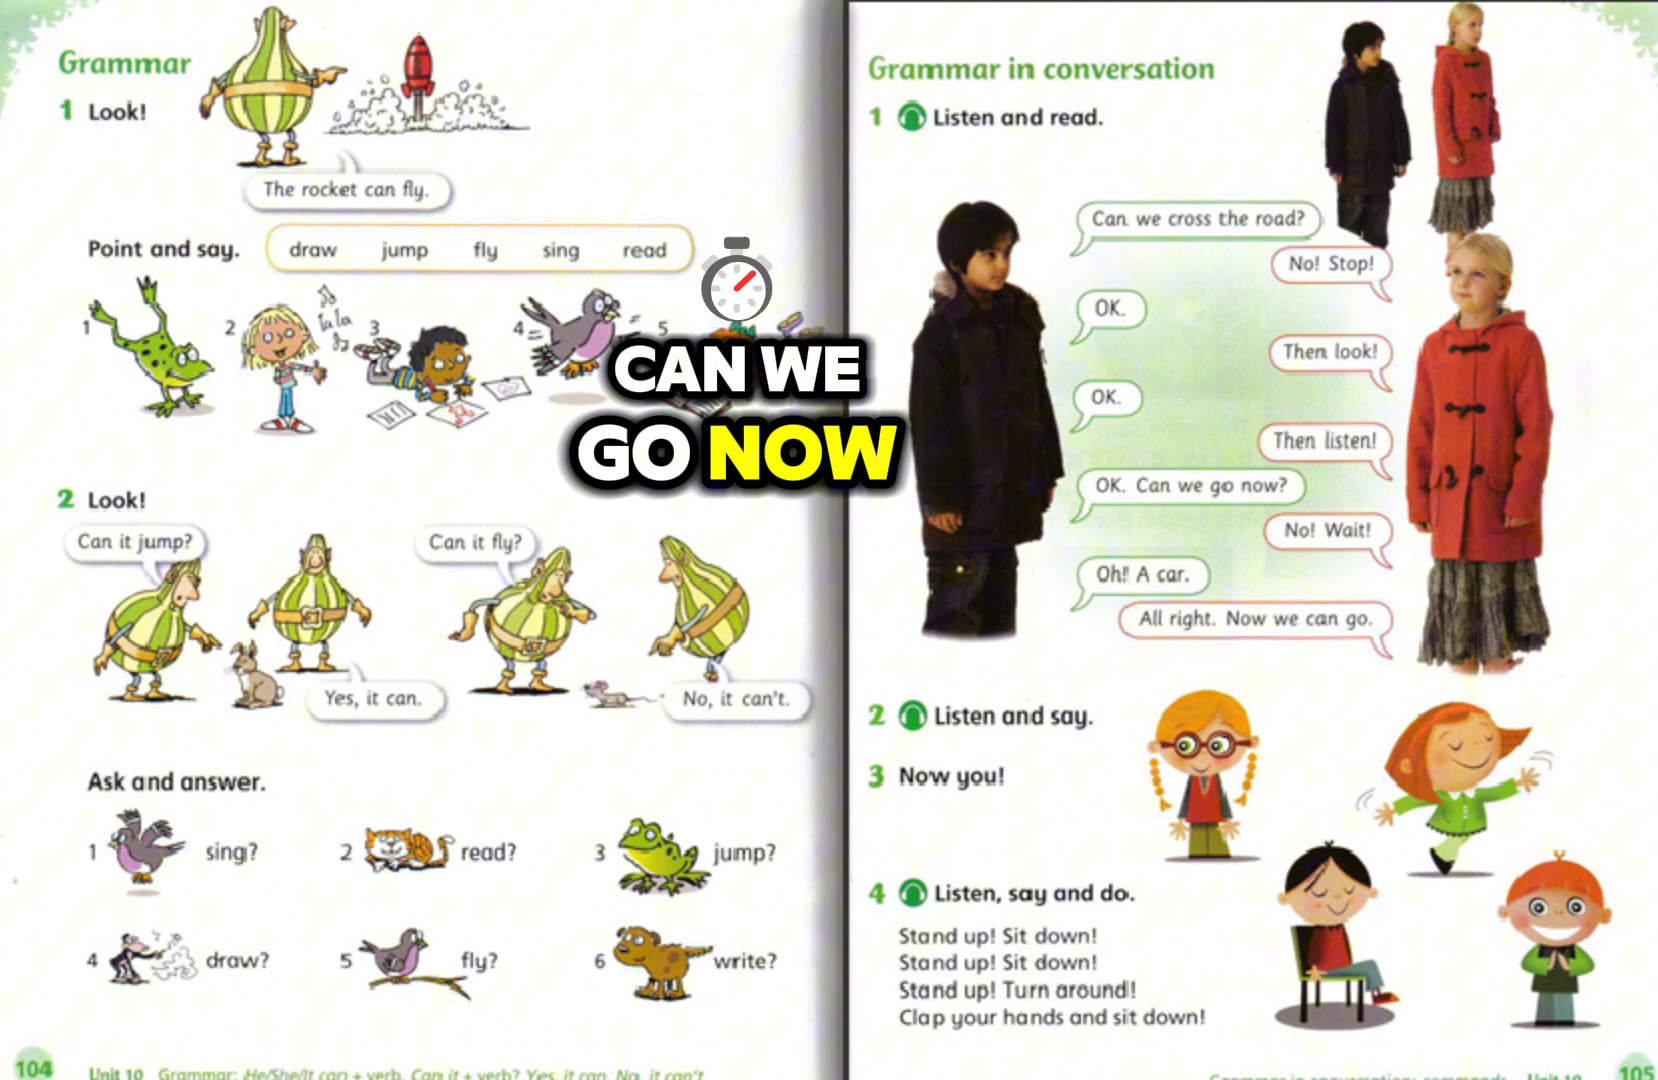 Grammar
1 Look!
The rocket can fly.
Point and say.
draw jump fly sing read
1
2
la la
3
4
5
2 Look!
Can it jump?
Yes, it can.
Can it fly?
No, it can't.
Ask and answer.
1 sing?
2 read?
3 jump?
4 draw?
5 fly?
6 write?
104 Unit 10 Grammar: He/She/It can + verb. Can it + verb? Yes, it can. No, it can't
CAN WE
GO NOW
Grammar in conversation
1 Listen and read.
Can we cross the road?
No! Stop!
OK.
Then look!
OK.
Then listen!
OK. Can we go now?
No! Wait!
Oh! A car.
All right. Now we can go.
2 Listen and say.
3 Now you!
4 Listen, say and do.
Stand up! Sit down!
Stand up! Sit down!
Stand up! Turn around!
Clap your hands and sit down!
Grammar in conversation: commands Unit 10 105